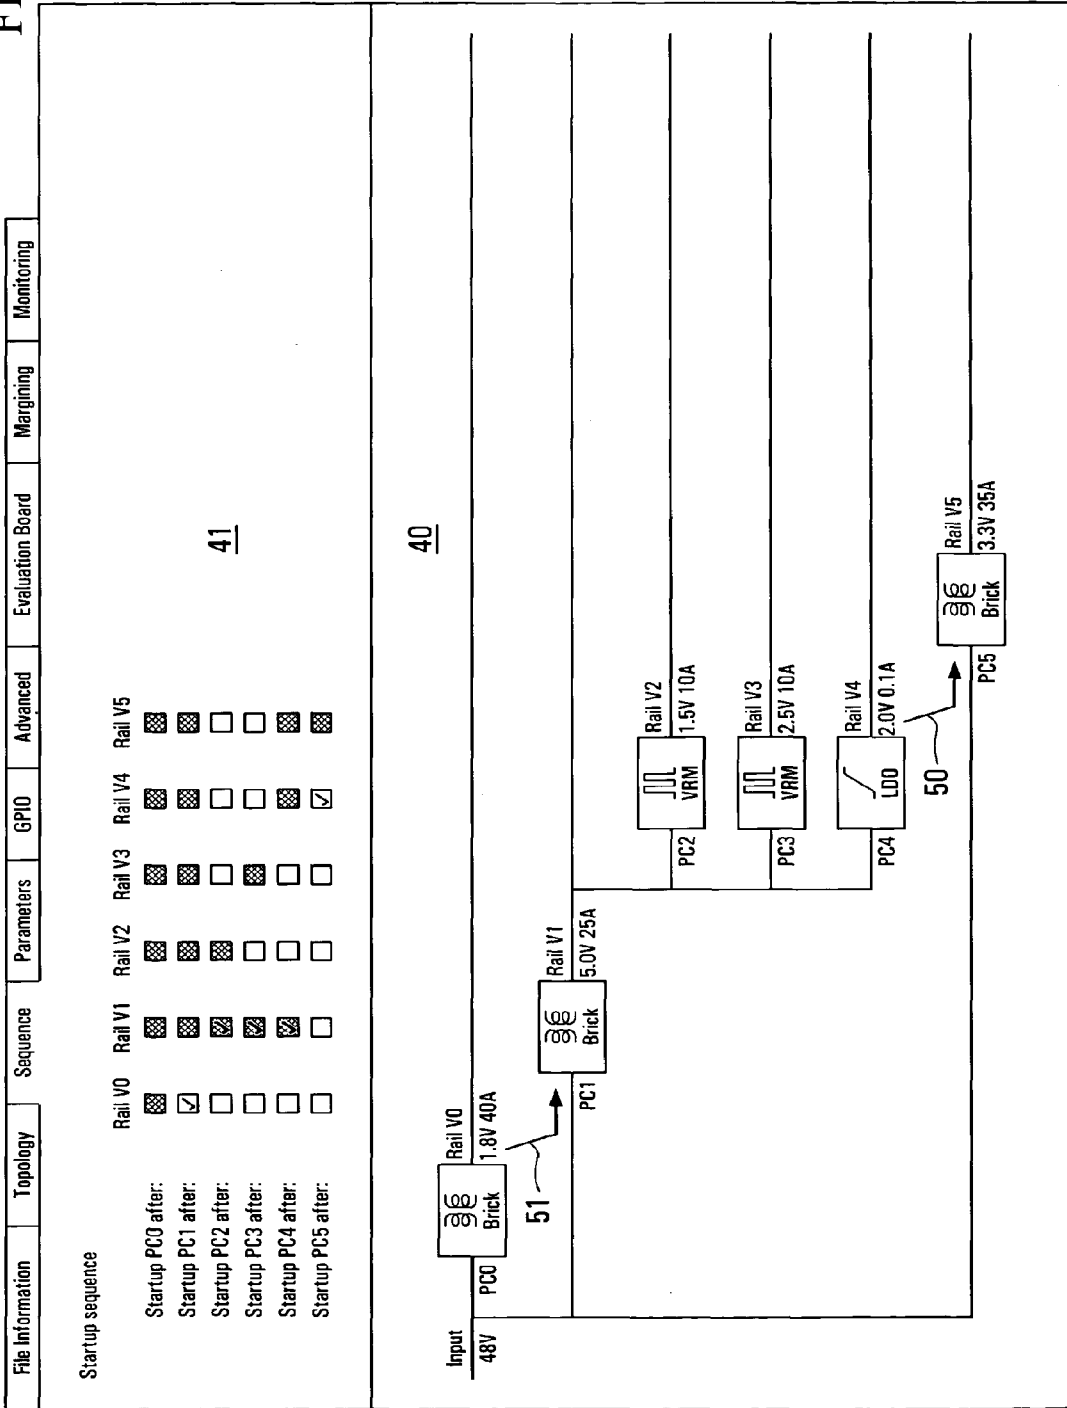 FI
File Information Topology Sequence Parameters GPIO Advanced Evaluation Board Margining Monitoring
Startup sequence
Rail V0 Rail V1 Rail V2 Rail V3 Rail V4 Rail V5
Startup PC0 after:
Startup PC1 after:
Startup PC2 after:
Startup PC3 after:
Startup PC4 after:
Startup PC5 after:
41
40
Input
48V
PC0
Brick
Rail V0
1.8V 40A
51
PC1
Brick
Rail V1
5.0V 25A
PC2
VRM
Rail V2
1.5V 10A
PC3
VRM
Rail V3
2.5V 10A
PC4
LDO
Rail V4
2.0V 0.1A
50
PC5
Brick
Rail V5
3.3V 35A